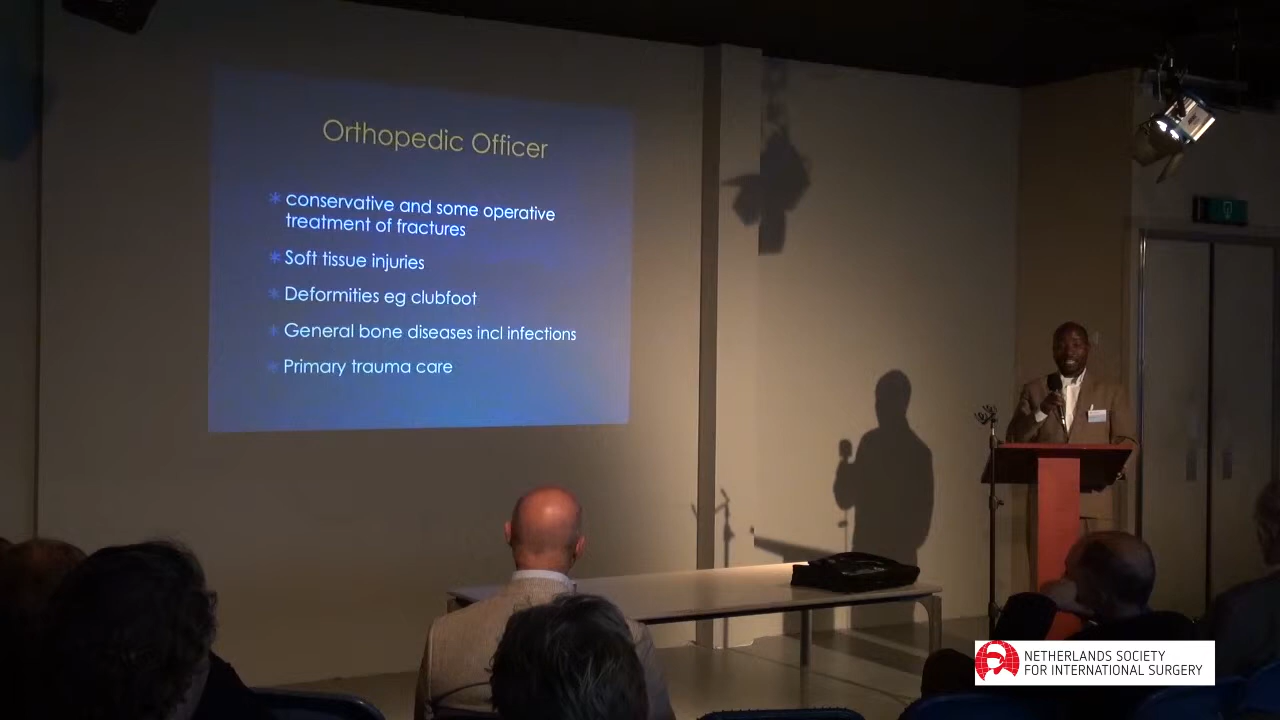 Orthopedic Officer
* conservative and some operative
treatment of fractures
* Soft tissue injuries
* Deformities eg clubfoot
* General bone diseases incl infections
* Primary trauma care
NETHERLANDS SOCIETY
FOR INTERNATIONAL SURGERY